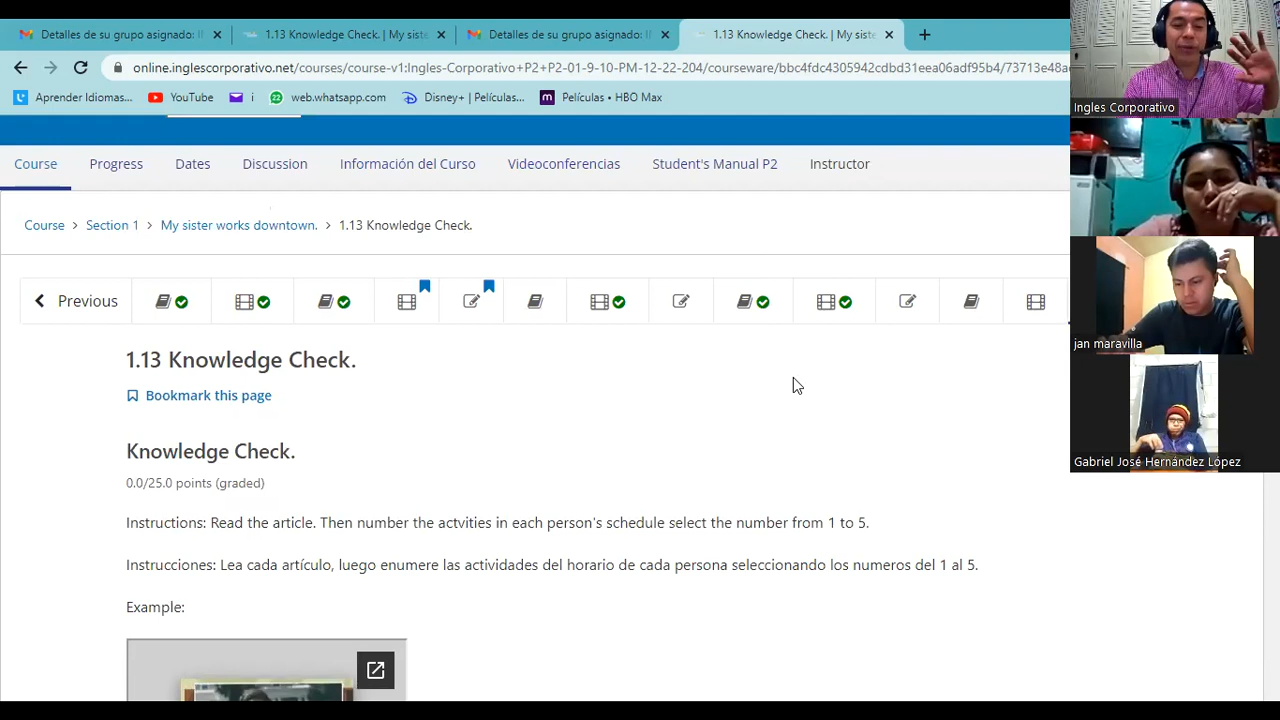 Detalles de su grupo asignado: I
1.13 Knowledge Check. |
Detalles de su grupo asignado: I
1.13 Knowledge Check. | My siste
online.inglescorporativo.net/courses/course-v1:Ingles-Corporativo+P2+P2-01-9-10-PM-12-22-204/courseware/
Aprender Idiomas...
YouTube
i
web.whatsapp.com
Disney+ | Películas...
Películas • HBO Max
Course
Progress
Dates
Discussion
Información del Curso
Videoconferencias
Student's Manual P2
Instructor
Course > Section 1 > My sister works downtown. > 1.13 Knowledge Check.
Previous
1.13 Knowledge Check.
Bookmark this page
Knowledge Check.
0.0/25.0 points (graded)
Instructions: Read the article. Then number the actvities in each person's schedule select the number from 1 to 5.
Instrucciones: Lea cada artículo, luego enumere las actividades del horario de cada persona seleccionando los numeros del 1 al 5.
Example:
Ingles Corporativo
jan maravilla
Gabriel José Hernández López